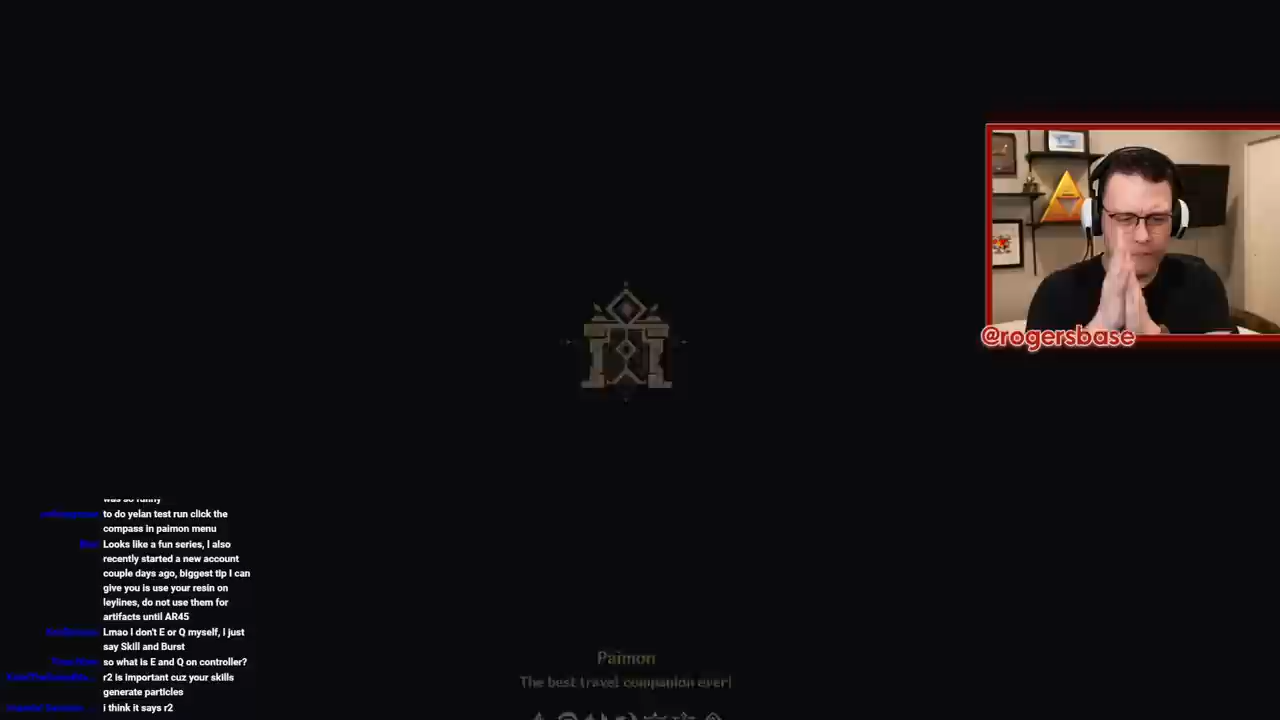 @rogersbase
to do yelan test run click the
compass in paimon menu
Looks like a fun series, I also
recently started a new account
couple days ago, biggest tip I can
give you is use your resin on
leylines, do not use them for
artifacts until AR45
Lmao I don't E or Q myself, i just
say Skill and Burst
so what is E and Q on controller?
r2 is important cuz your skills
generate particles
i think it says r2
Paimon
The best travel companion ever!